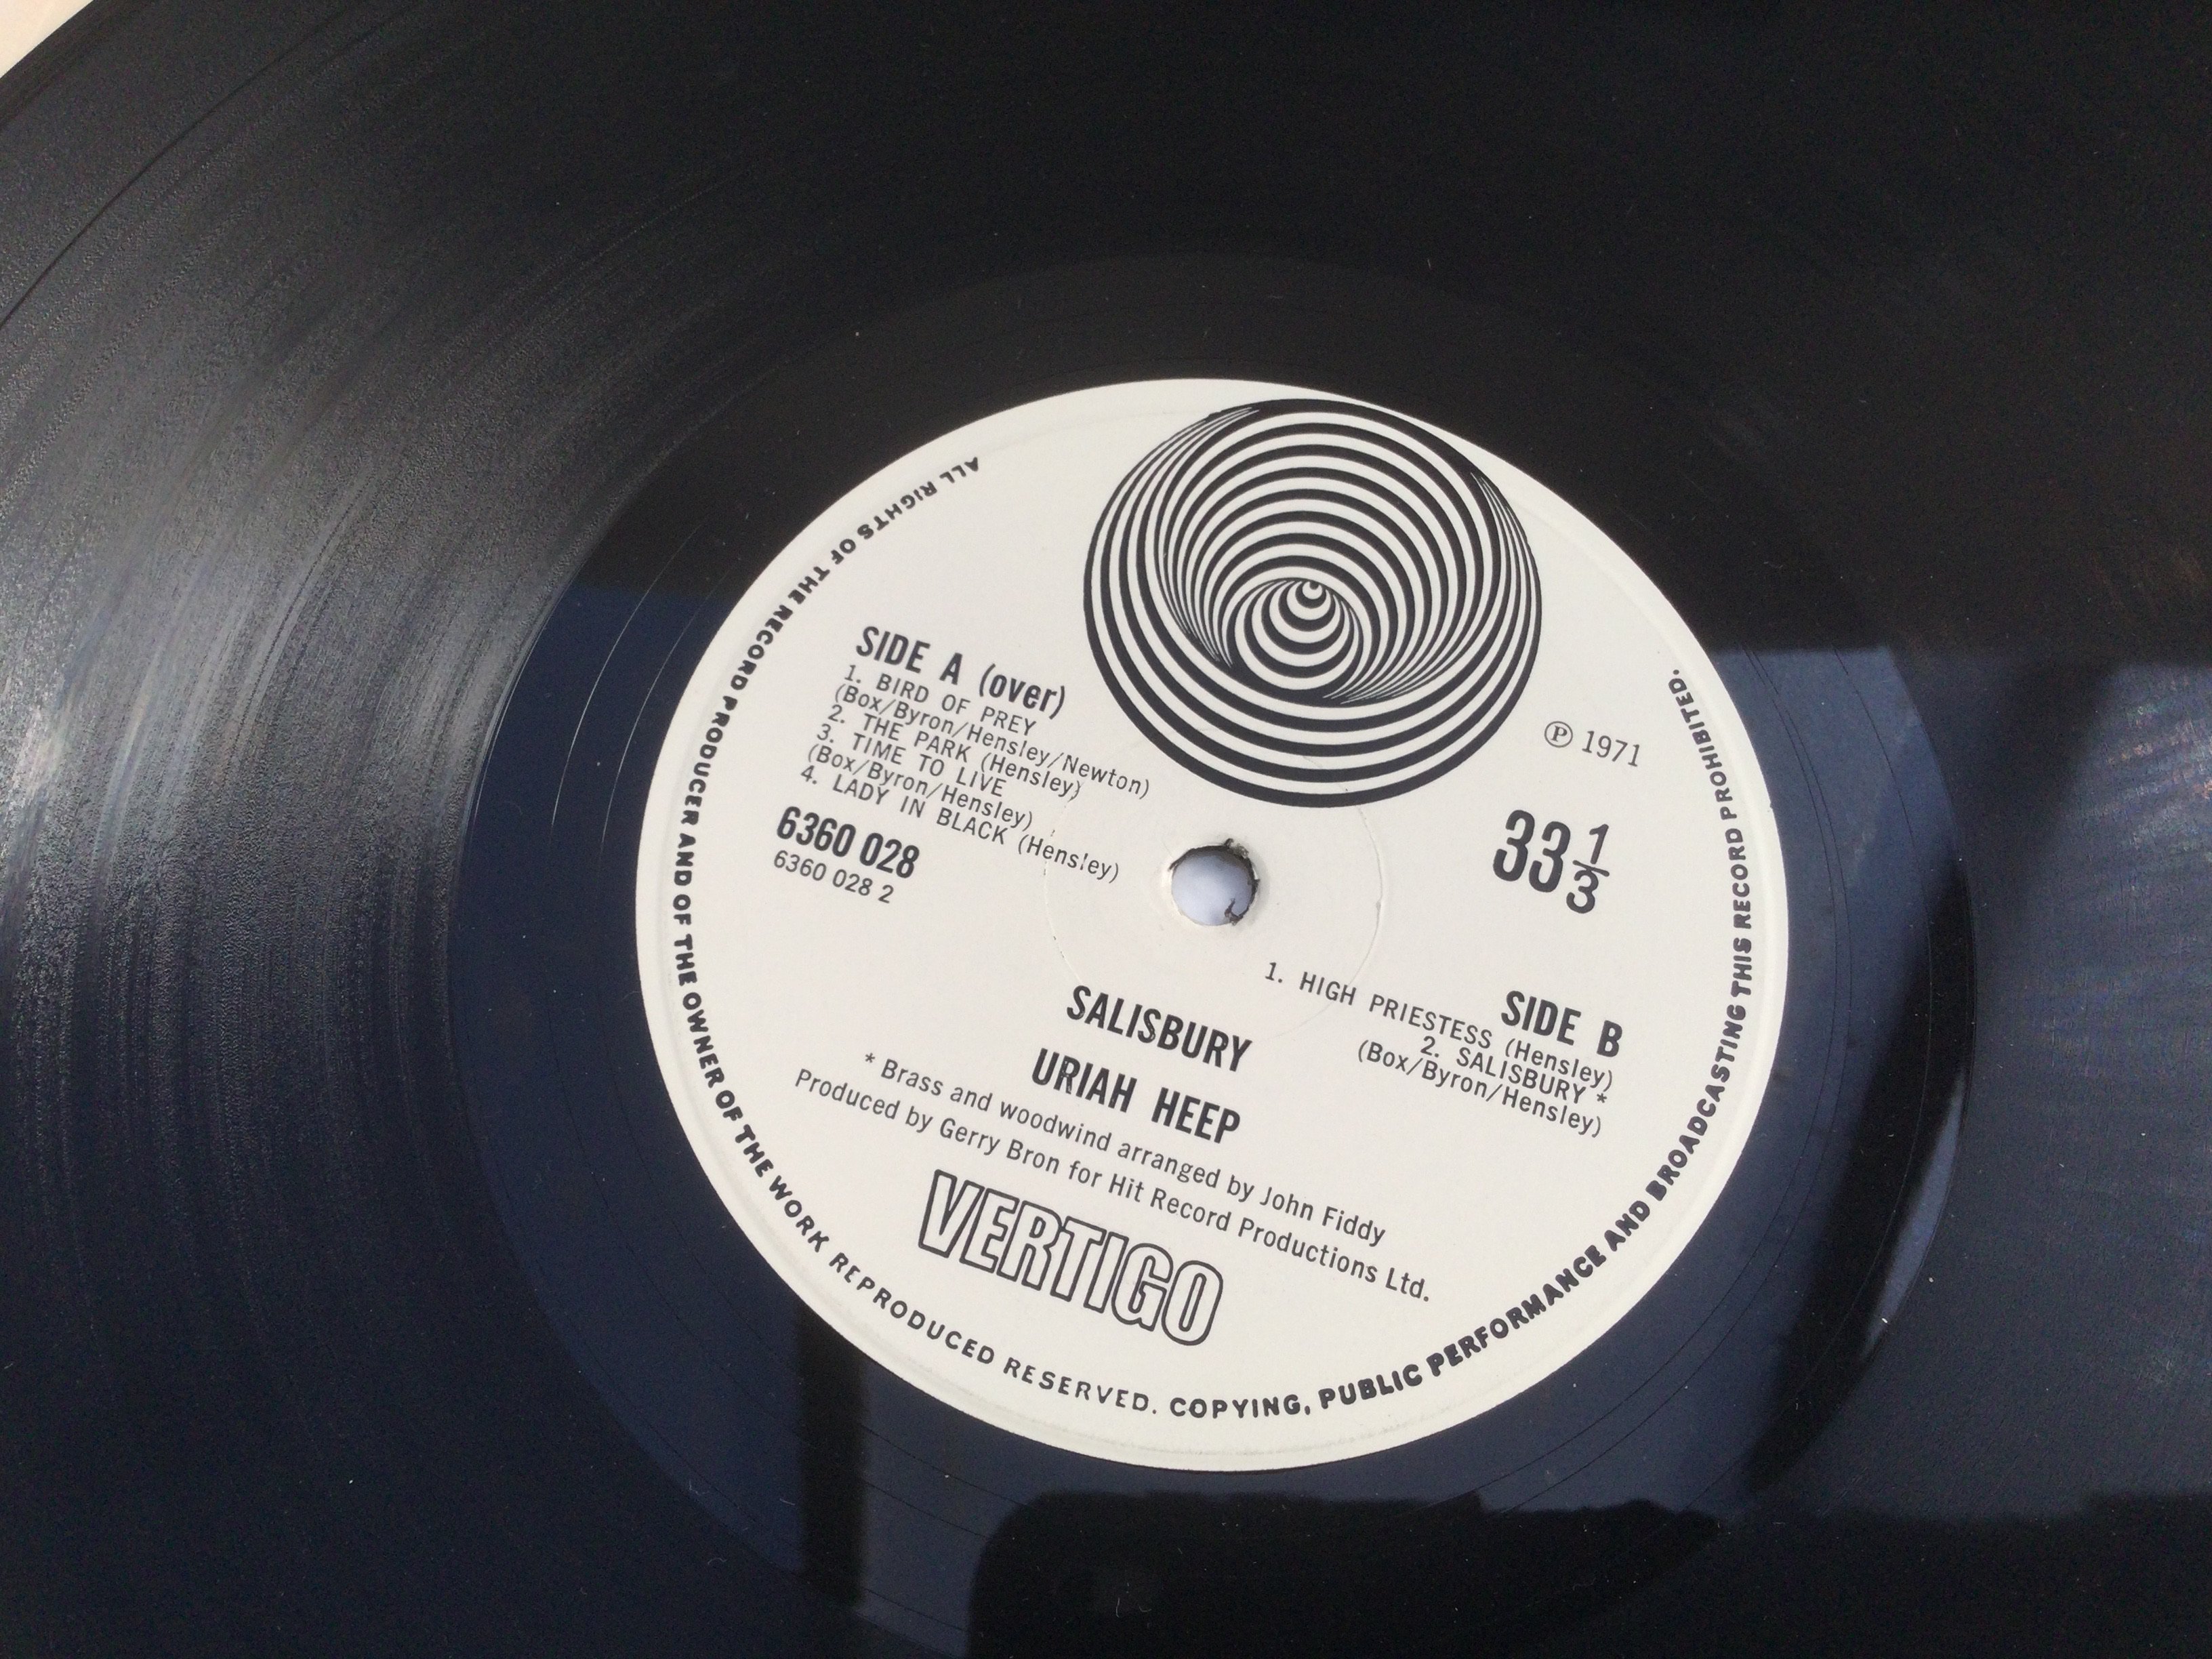 SIDE A (over)
1. BIRD OF PREY
(Box/Byron/Hensley/Newton)
2. THE PARK (Hensley)
3. TIME TO LIVE
(Box/Byron/Hensley)
4. LADY IN BLACK (Hensley)
6360 028
6360 028 2
℗ 1971
33 1/3
SIDE B
1. HIGH PRIESTESS (Hensley)
2. SALISBURY *
(Box/Byron/Hensley)
SALISBURY
URIAH HEEP
* Brass and woodwind arranged by John Fiddy
Produced by Gerry Bron for Hit Record Productions Ltd.
VERTIGO
ALL RIGHTS OF THE RECORD PRODUCER AND OF THE OWNER OF THE WORK REPRODUCED RESERVED. COPYING, PUBLIC PERFORMANCE AND BROADCASTING THIS RECORD PROHIBITED.